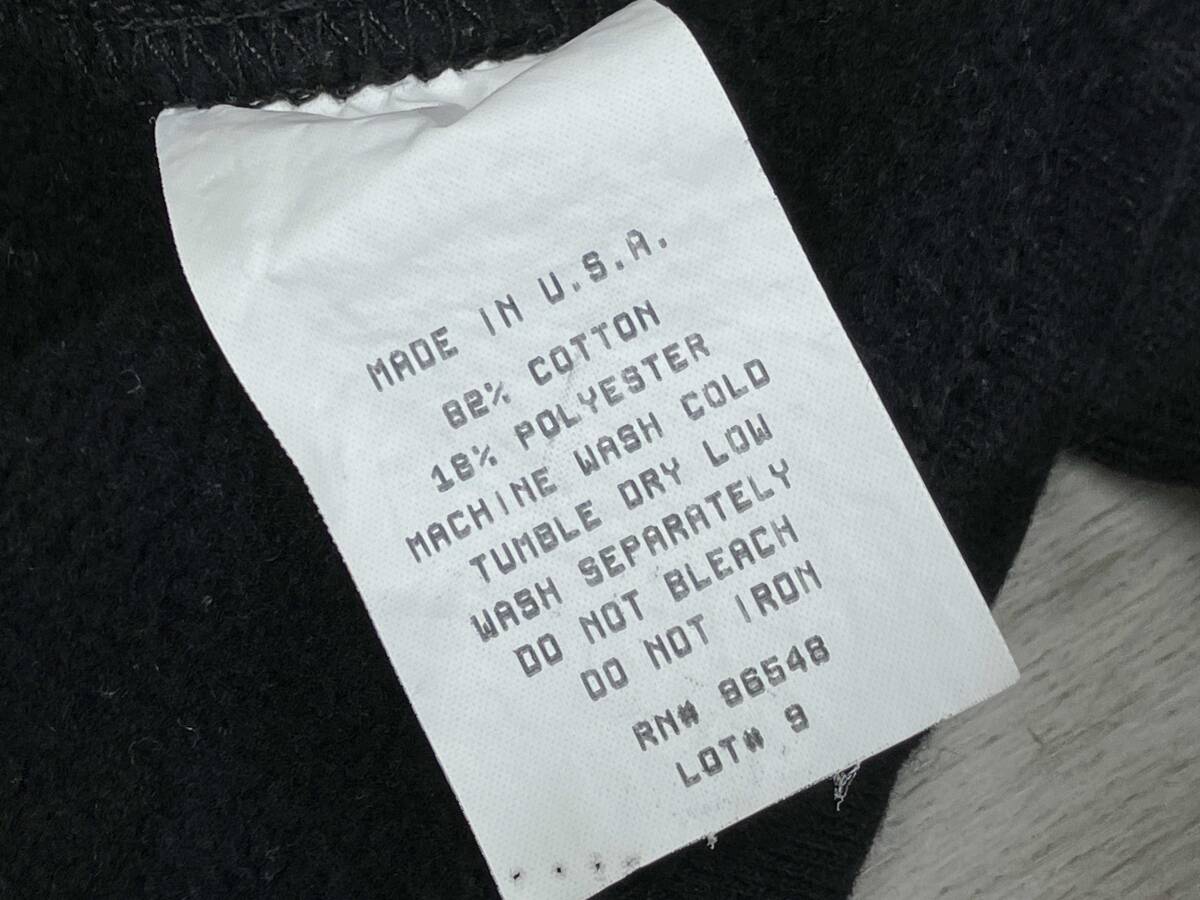 MADE IN U.S.A.
82% COTTON
18% POLYESTER
MACHINE WASH COLD
TUMBLE DRY LOW
WASH SEPARATELY
DO NOT BLEACH
DO NOT IRON
RN# 96548
LOT# 9